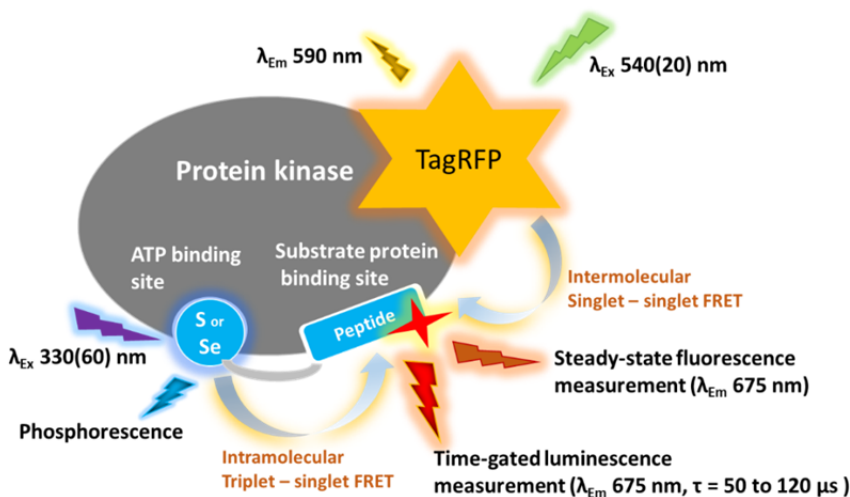 λEm 590 nm
λEx 540(20) nm
Protein kinase
TagRFP
ATP binding
site
Substrate protein
binding site
Intermolecular
Singlet – singlet FRET
S or
Se
Peptide
λEx 330(60) nm
Steady-state fluorescence
measurement (λEm 675 nm)
Phosphorescence
Intramolecular
Triplet – singlet FRET
Time-gated luminescence
measurement (λEm 675 nm, τ = 50 to 120 µs )